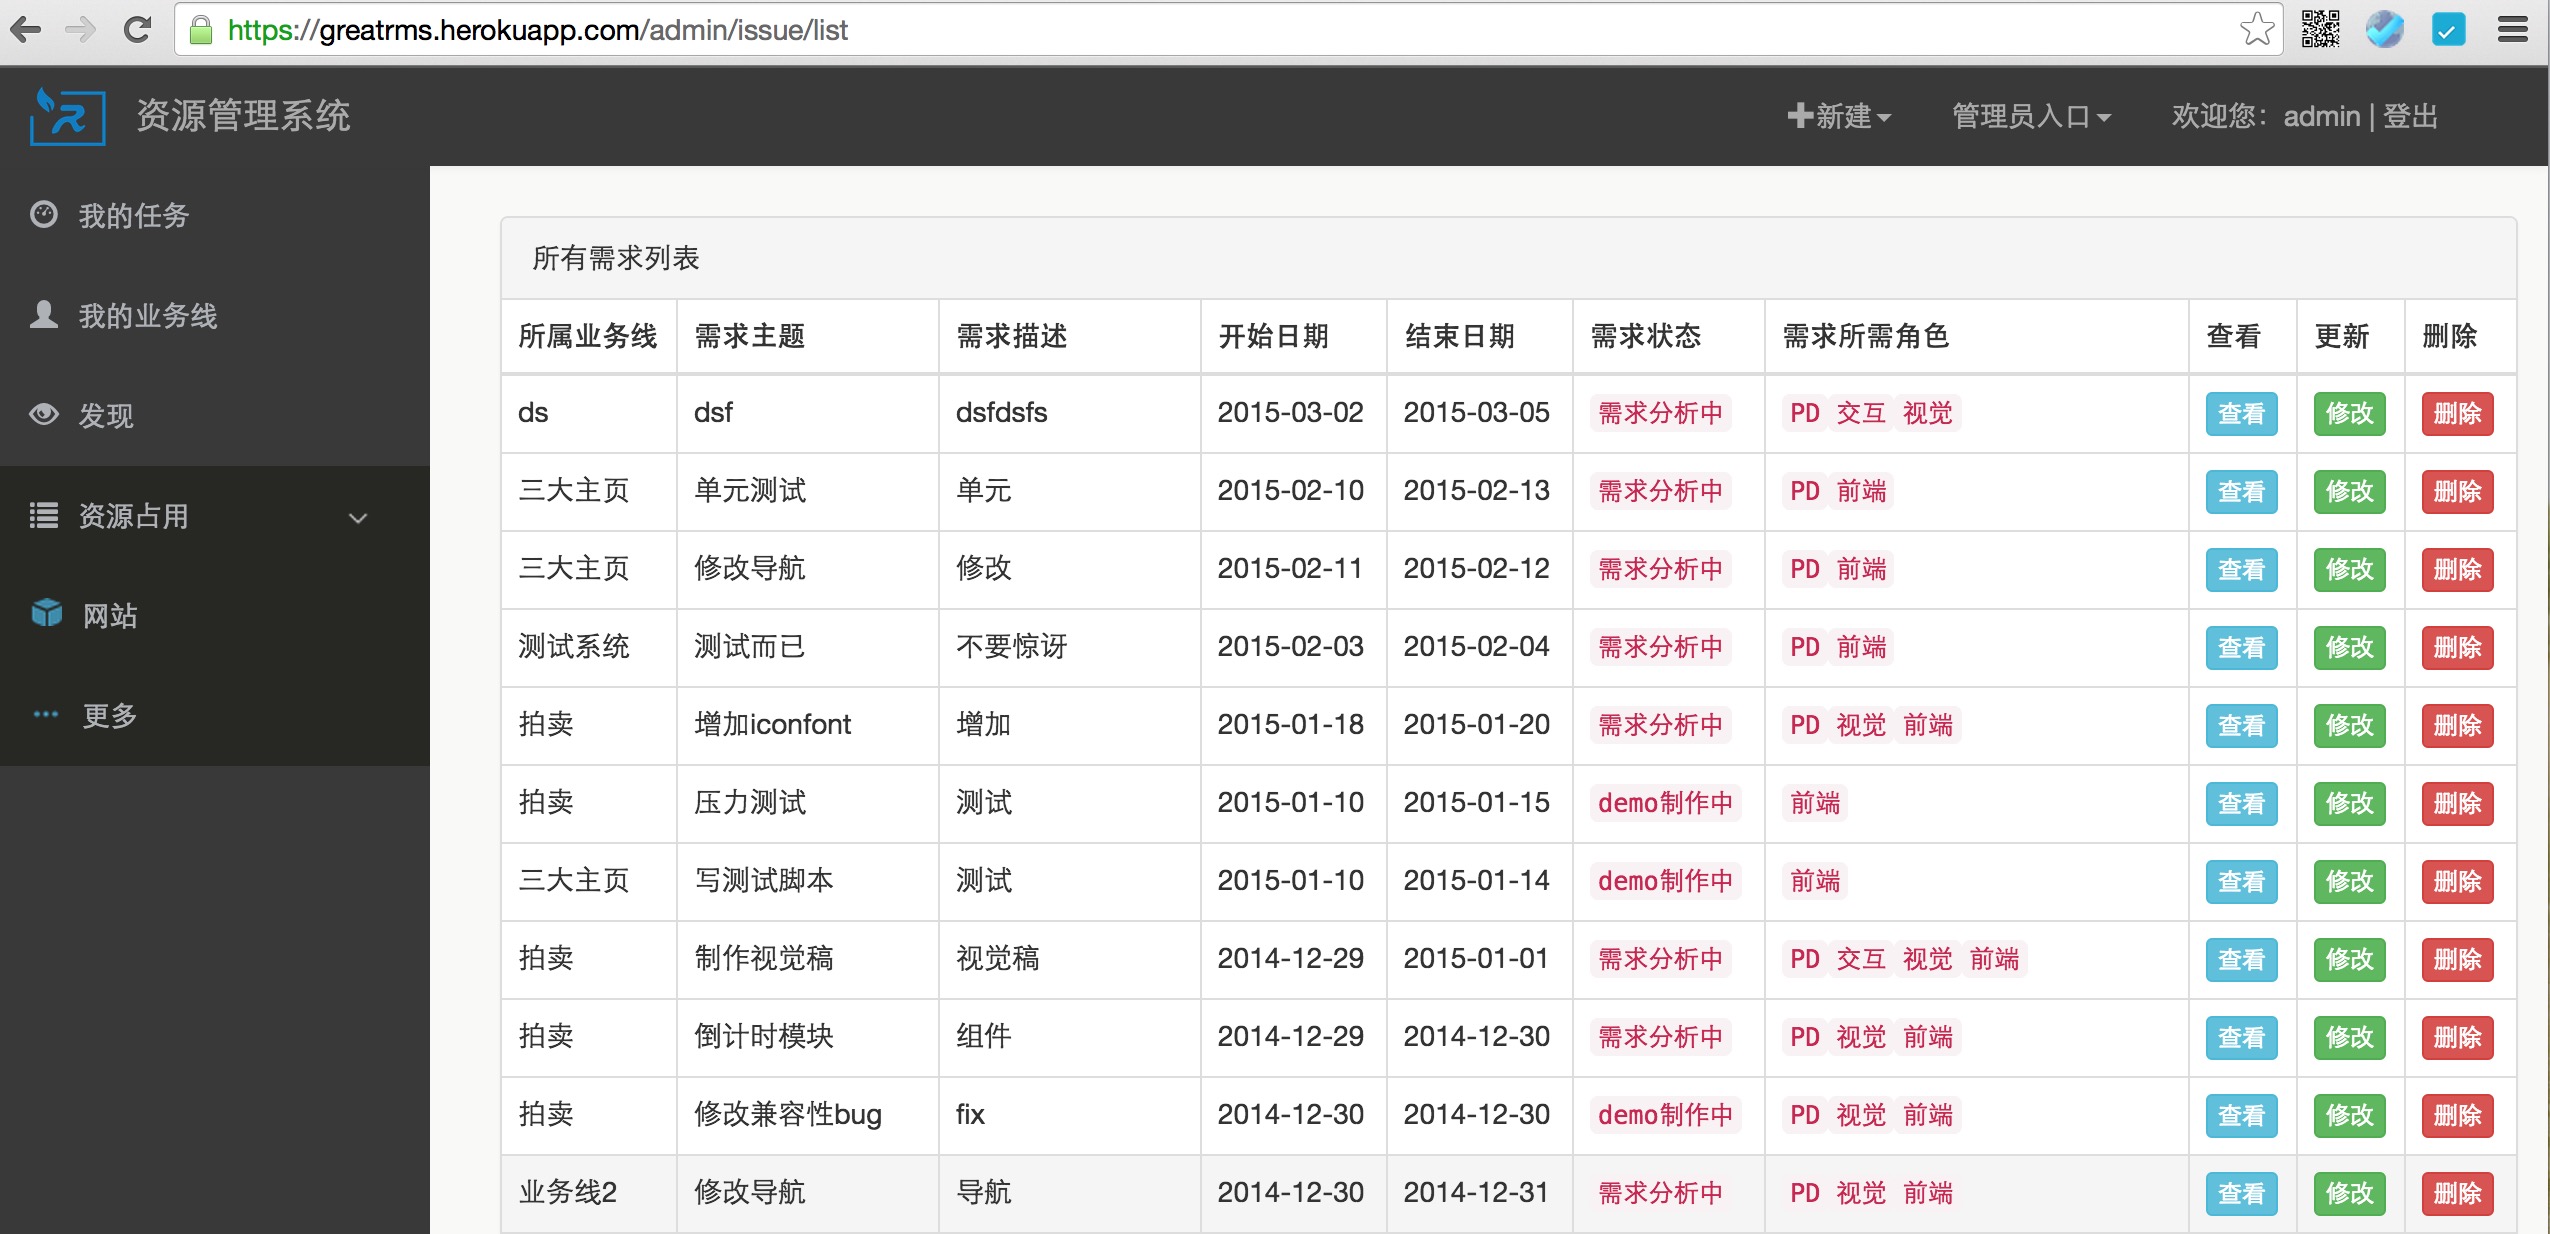 https://greatrms.herokuapp.com/admin/issue/list
资源管理系统 新建 管理员入口 欢迎您：admin | 登出
我的任务
我的业务线
发现
资源占用
网站
更多
所有需求列表
所属业务线 需求主题 需求描述 开始日期 结束日期 需求状态 需求所需角色 查看 更新 删除
ds dsf dsfdsfs 2015-03-02 2015-03-05 需求分析中 PD 交互 视觉 查看 修改 删除
三大主页 单元测试 单元 2015-02-10 2015-02-13 需求分析中 PD 前端 查看 修改 删除
三大主页 修改导航 修改 2015-02-11 2015-02-12 需求分析中 PD 前端 查看 修改 删除
测试系统 测试而已 不要惊讶 2015-02-03 2015-02-04 需求分析中 PD 前端 查看 修改 删除
拍卖 增加iconfont 增加 2015-01-18 2015-01-20 需求分析中 PD 视觉 前端 查看 修改 删除
拍卖 压力测试 测试 2015-01-10 2015-01-15 demo制作中 前端 查看 修改 删除
三大主页 写测试脚本 测试 2015-01-10 2015-01-14 demo制作中 前端 查看 修改 删除
拍卖 制作视觉稿 视觉稿 2014-12-29 2015-01-01 需求分析中 PD 交互 视觉 前端 查看 修改 删除
拍卖 倒计时模块 组件 2014-12-29 2014-12-30 需求分析中 PD 视觉 前端 查看 修改 删除
拍卖 修改兼容性bug fix 2014-12-30 2014-12-30 demo制作中 PD 视觉 前端 查看 修改 删除
业务线2 修改导航 导航 2014-12-30 2014-12-31 需求分析中 PD 视觉 前端 查看 修改 删除